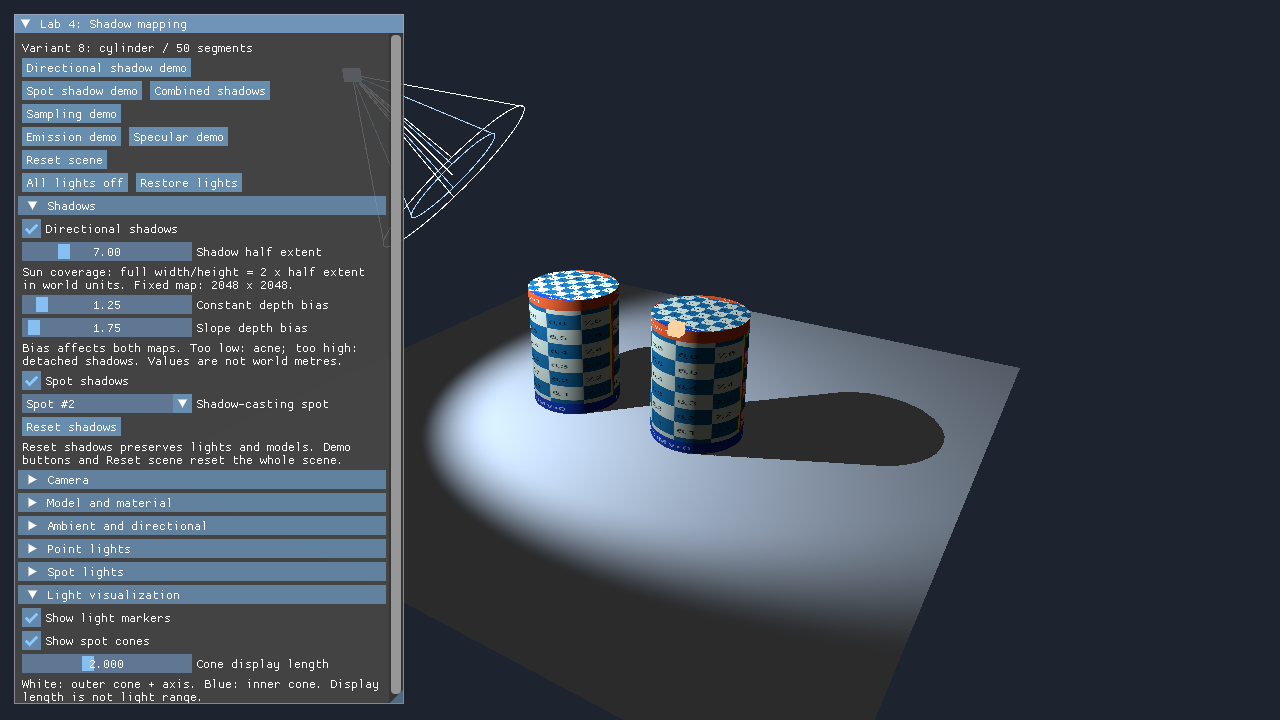 Lab 4: Shadow mapping
Variant 8: cylinder / 50 segments
Directional shadow demo
Spot shadow demo Combined shadows
Sampling demo
Emission demo Specular demo
Reset scene
All lights off Restore lights
Shadows
Directional shadows
7.00 Shadow half extent
Sun coverage: full width/height = 2 x half extent
in world units. Fixed map: 2048 x 2048.
1.25 Constant depth bias
1.75 Slope depth bias
Bias affects both maps. Too low: acne; too high:
detached shadows. Values are not world metres.
Spot shadows
Spot #2 Shadow-casting spot
Reset shadows
Reset shadows preserves lights and models. Demo
buttons and Reset scene reset the whole scene.
Camera
Model and material
Ambient and directional
Point lights
Spot lights
Light visualization
Show light markers
Show spot cones
2.000 Cone display length
White: outer cone + axis. Blue: inner cone. Display
length is not light range.